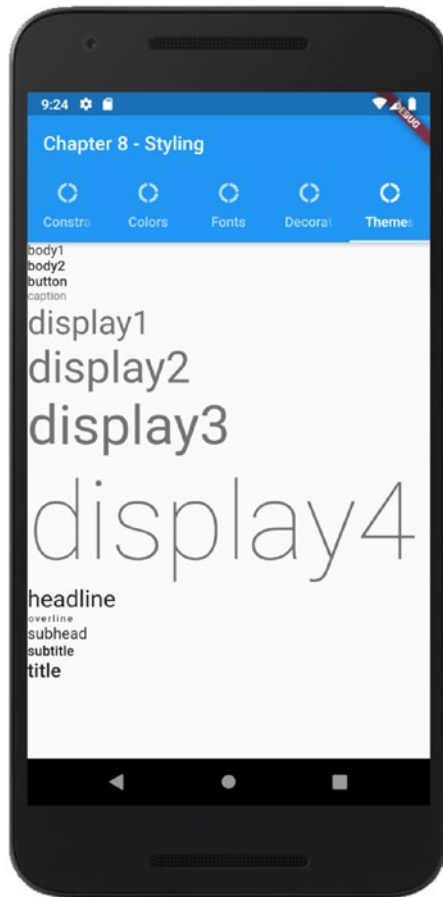 9:24
DEBUG
Chapter 8 - Styling
Constra Colors Fonts Decorat Themes
body1
body2
button
caption
display1
display2
display3
display4
headline
overline
subhead
subtitle
title